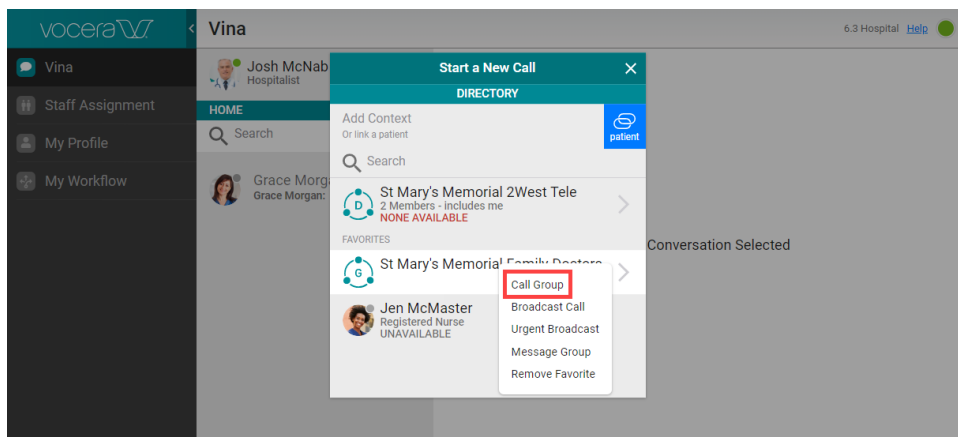 vocera
Vina
6.3 Hospital Help
Vina
Staff Assignment
My Profile
My Workflow
Josh McNab
Hospitalist
HOME
Search
Grace Morg
Grace Morgan:
Start a New Call
DIRECTORY
Add Context
Or link a patient
patient
Search
St Mary's Memorial 2West Tele
2 Members - includes me
NONE AVAILABLE
D
FAVORITES
St Mary's Memorial Family Doctors
G
Jen McMaster
Registered Nurse
UNAVAILABLE
Call Group
Broadcast Call
Urgent Broadcast
Message Group
Remove Favorite
Conversation Selected